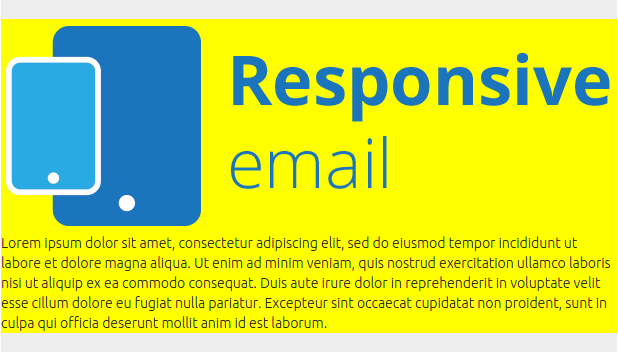 Responsive
email
Lorem ipsum dolor sit amet, consectetur adipiscing elit, sed do eiusmod tempor incididunt ut
labore et dolore magna aliqua. Ut enim ad minim veniam, quis nostrud exercitation ullamco laboris
nisi ut aliquip ex ea commodo consequat. Duis aute irure dolor in reprehenderit in voluptate velit
esse cillum dolore eu fugiat nulla pariatur. Excepteur sint occaecat cupidatat non proident, sunt in
culpa qui officia deserunt mollit anim id est laborum.